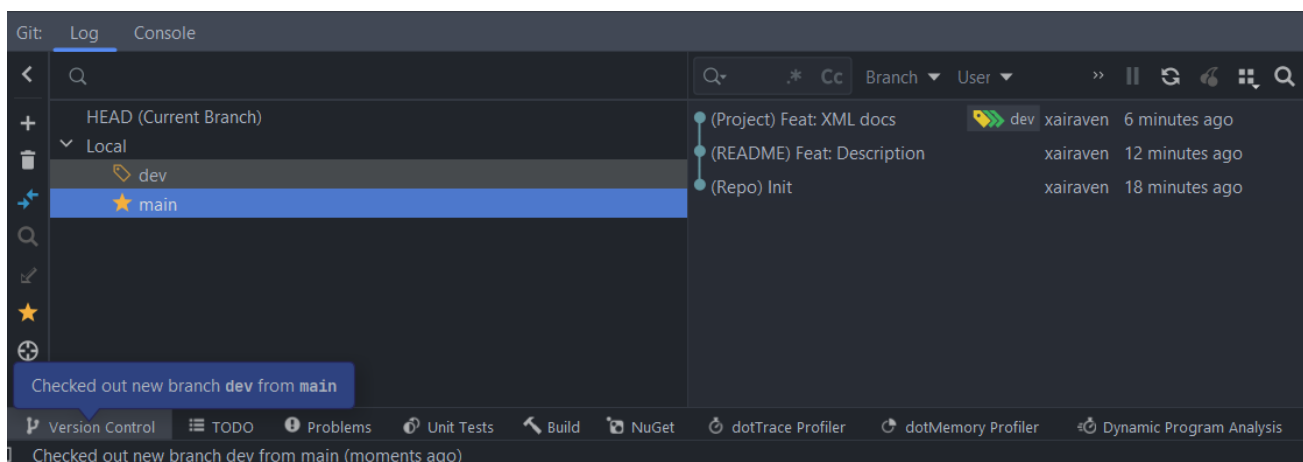 Git: Log Console
.* Cc Branch User
HEAD (Current Branch)
Local
dev
main
(Project) Feat: XML docs dev xairaven 6 minutes ago
(README) Feat: Description xairaven 12 minutes ago
(Repo) Init xairaven 18 minutes ago
Checked out new branch dev from main
Version Control TODO Problems Unit Tests Build NuGet dotTrace Profiler dotMemory Profiler Dynamic Program Analysis
Checked out new branch dev from main (moments ago)